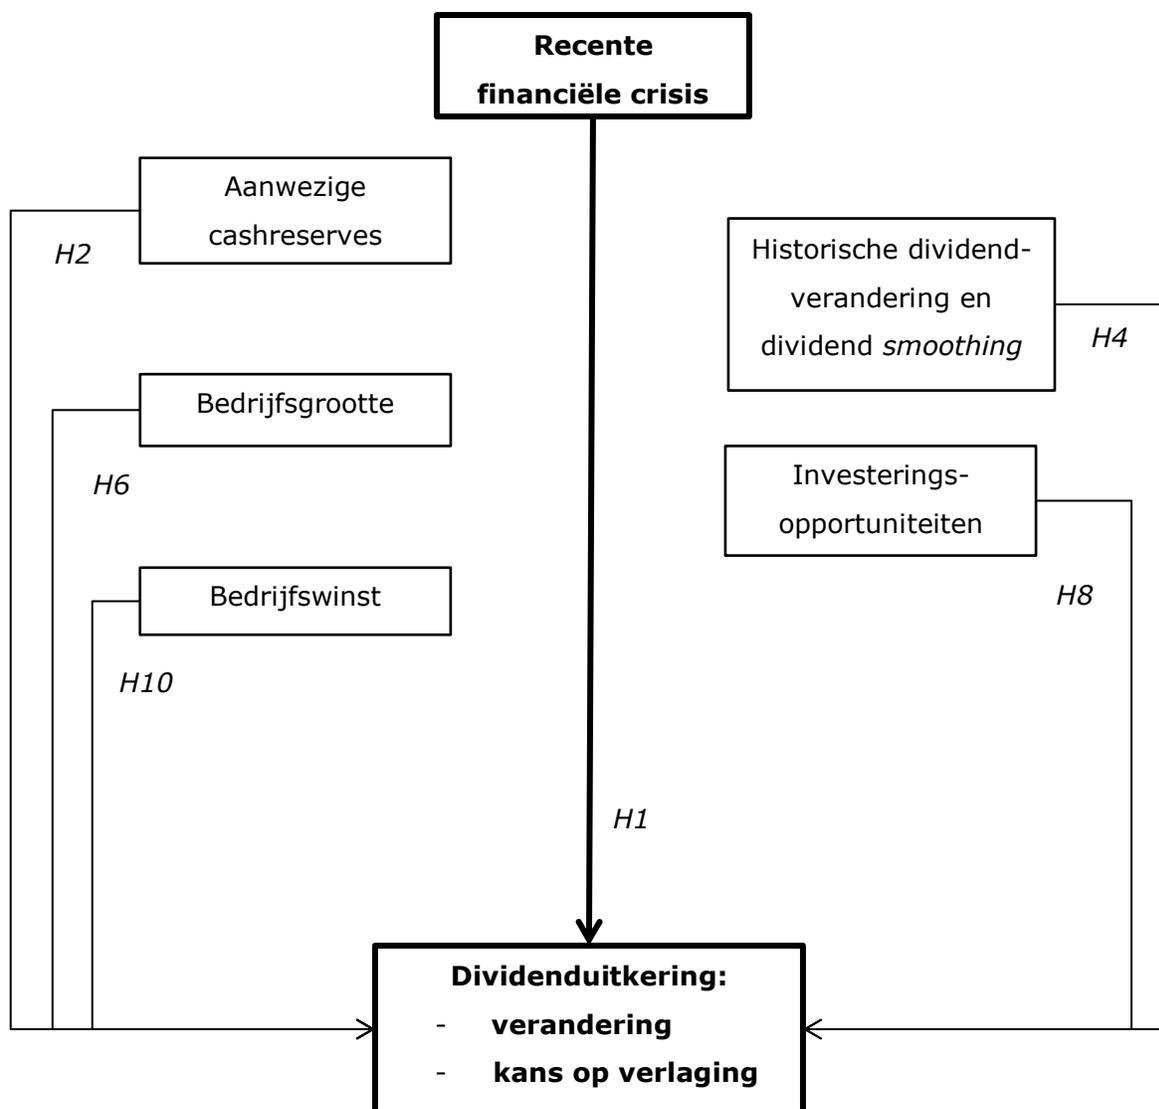 Recente
financiële crisis
Aanwezige
cashreserves
H2
Historische dividend-
verandering en
dividend smoothing
H4
Bedrijfsgrootte
H6
Investerings-
opportuniteiten
H8
Bedrijfswinst
H10
H1
Dividenduitkering:
- verandering
- kans op verlaging